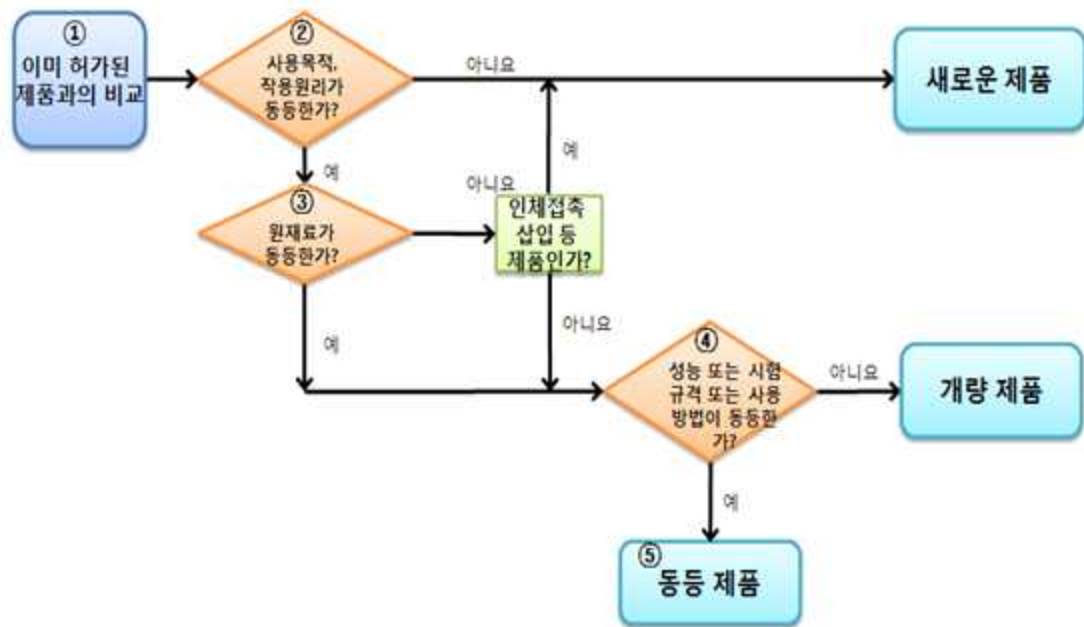 ①
이미 허가된
제품과의 비교
②
사용목적,
작용원리가
동등한가?
아니요
새로운 제품
예
③
원재료가
동등한가?
아니요
인체접촉
삽입 등
제품인가?
예
아니요
예
④
성능 또는 시험
규격 또는 사용
방법이 동등한
가?
아니요
개량 제품
예
⑤
동등 제품